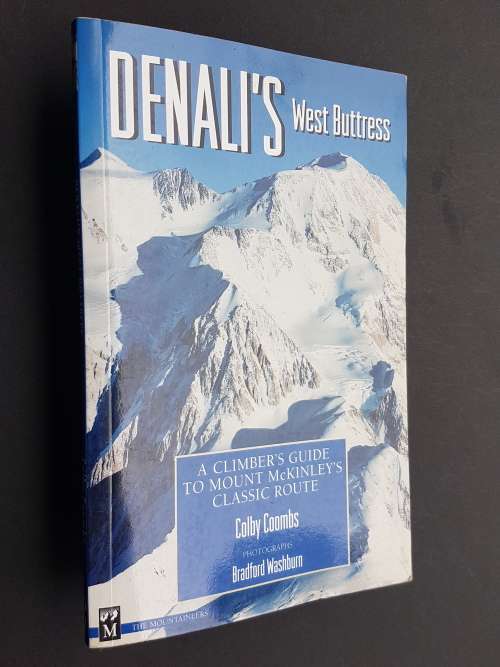 DENALI'S West Buttress
A CLIMBER'S GUIDE
TO MOUNT McKINLEY'S
CLASSIC ROUTE
Colby Coombs
PHOTOGRAPHS
Bradford Washburn
M THE MOUNTAINEERS